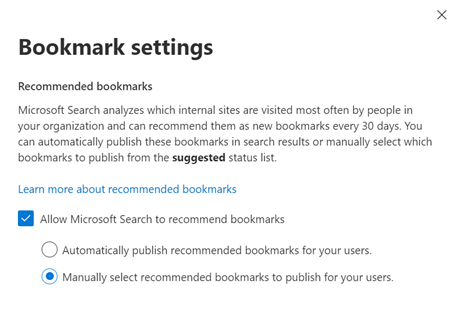 Bookmark settings
Recommended bookmarks
Microsoft Search analyzes which internal sites are visited most often by people in
your organization and can recommend them as new bookmarks every 30 days. You
can automatically publish these bookmarks in search results or manually select which
bookmarks to publish from the suggested status list.
Learn more about recommended bookmarks
Allow Microsoft Search to recommend bookmarks
Automatically publish recommended bookmarks for your users.
Manually select recommended bookmarks to publish for your users.